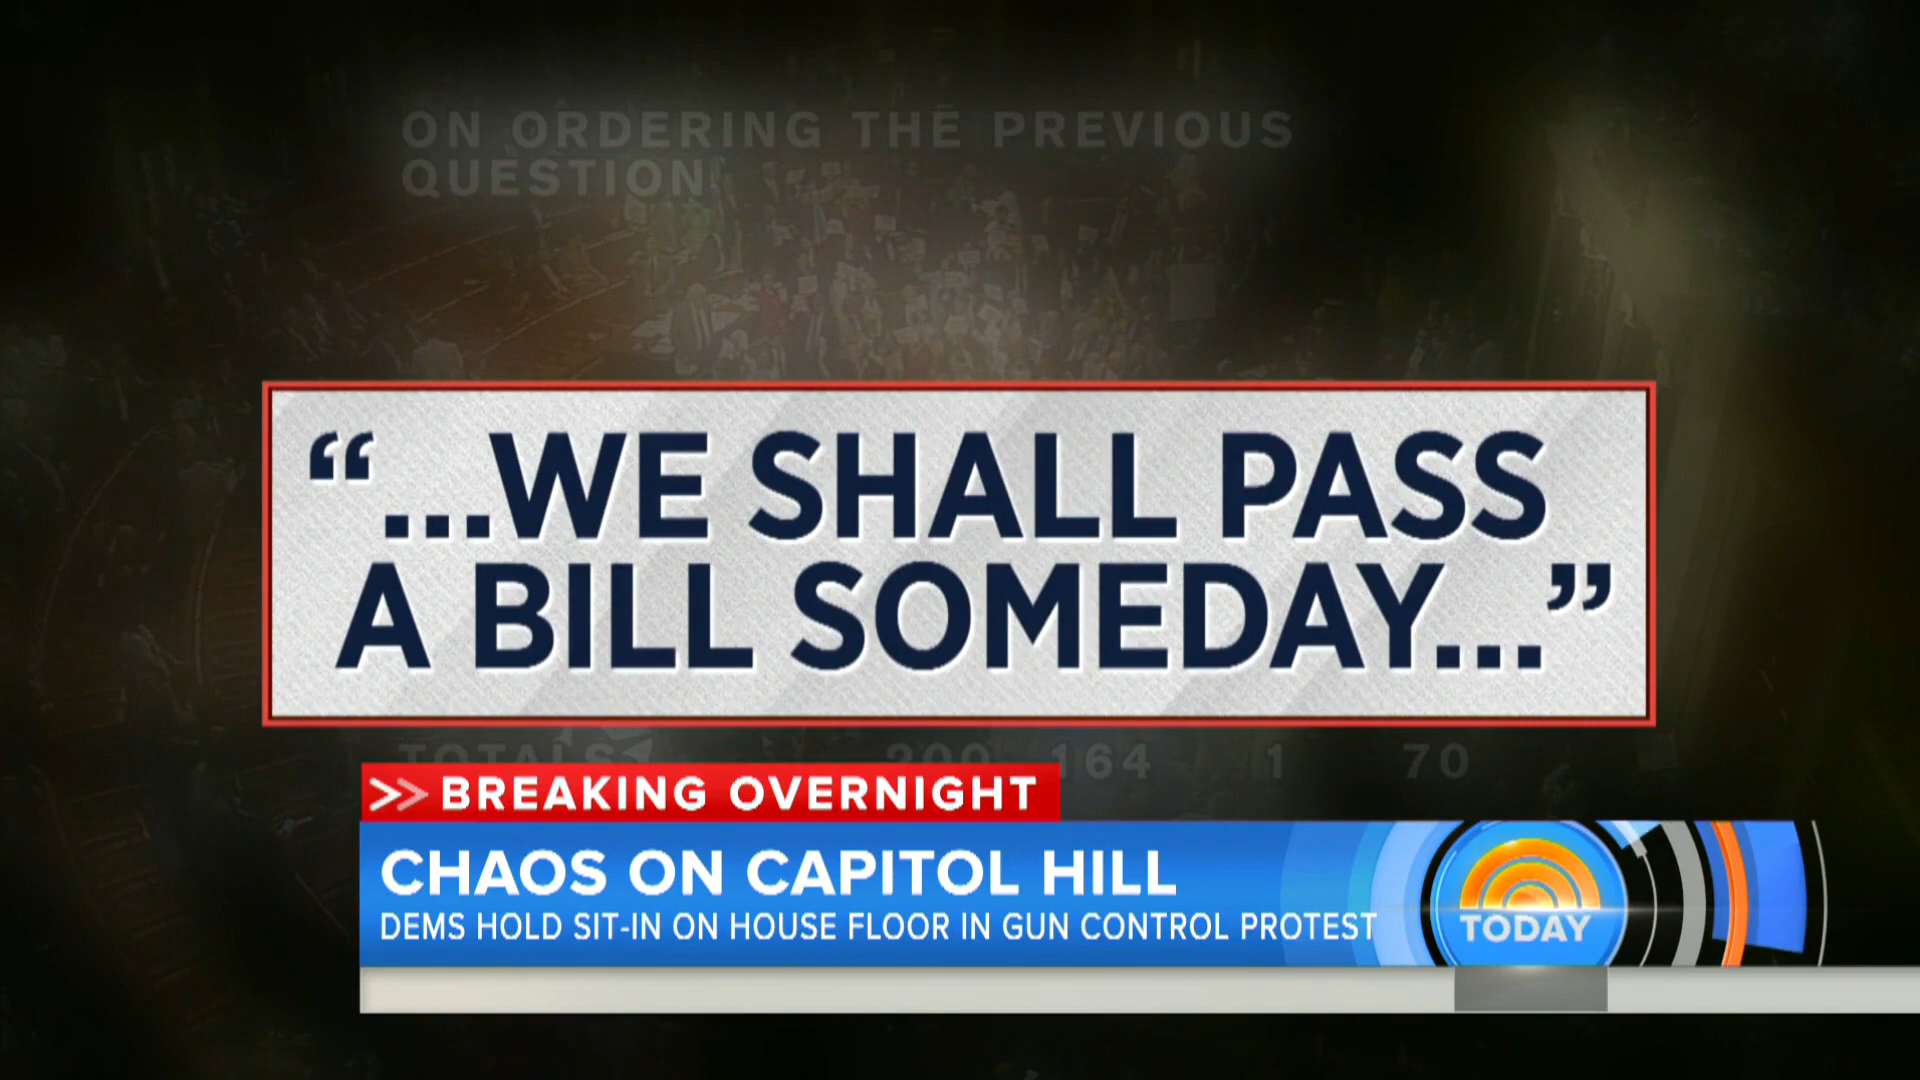 ON ORDERING THE PREVIOUS
QUESTION
“...WE SHALL PASS
A BILL SOMEDAY...”
TOTALS 200 164 1 70
>> BREAKING OVERNIGHT
CHAOS ON CAPITOL HILL
DEMS HOLD SIT-IN ON HOUSE FLOOR IN GUN CONTROL PROTEST
TODAY